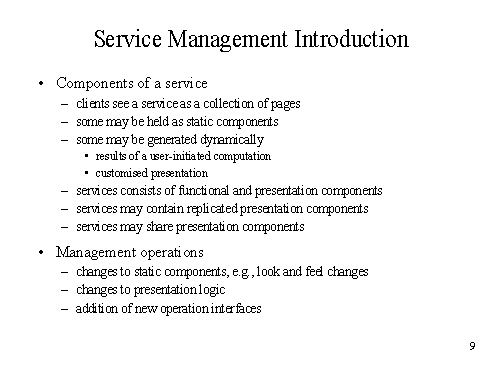 Service Management Introduction
• Components of a service
– clients see a service as a collection of pages
– some may be held as static components
– some may be generated dynamically
• results of a user-initiated computation
• customised presentation
– services consists of functional and presentation components
– services may contain replicated presentation components
– services may share presentation components
• Management operations
– changes to static components, e.g., look and feel changes
– changes to presentation logic
– addition of new operation interfaces
9